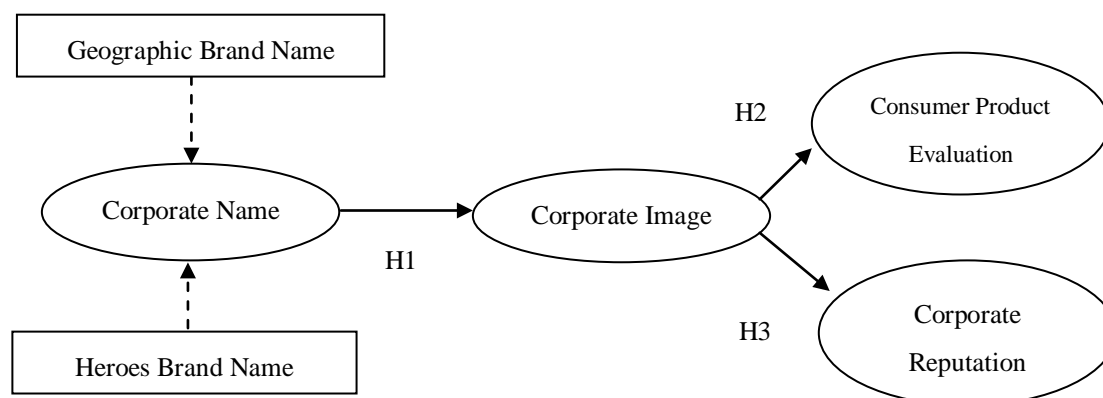 Geographic Brand Name
Corporate Name
Heroes Brand Name
H1
Corporate Image
H2
H3
Consumer Product
Evaluation
Corporate
Reputation